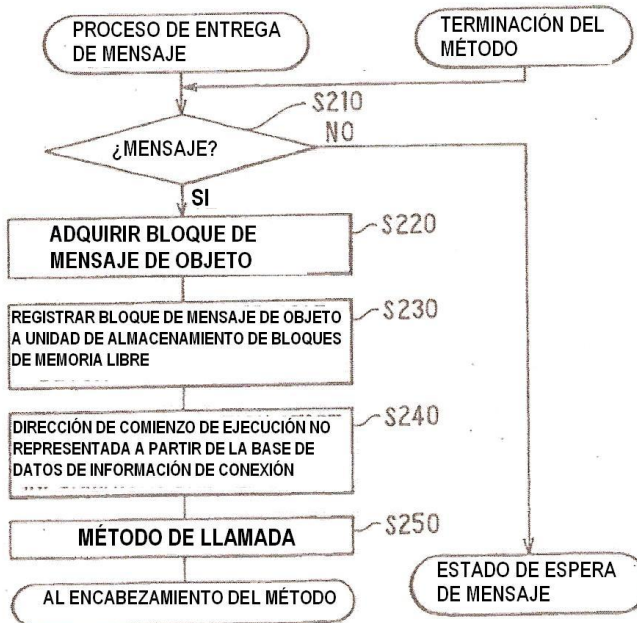 PROCESO DE ENTREGA
DE MENSAJE
TERMINACIÓN DEL
MÉTODO
S210
¿MENSAJE?
NO
SI
ADQUIRIR BLOQUE DE
MENSAJE DE OBJETO
S220
REGISTRAR BLOQUE DE MENSAJE DE OBJETO
A UNIDAD DE ALMACENAMIENTO DE BLOQUES
DE MEMORIA LIBRE
S230
DIRECCIÓN DE COMIENZO DE EJECUCIÓN NO
REPRESENTADA A PARTIR DE LA BASE DE
DATOS DE INFORMACIÓN DE CONEXIÓN
S240
MÉTODO DE LLAMADA
S250
AL ENCABEZAMIENTO DEL MÉTODO
ESTADO DE ESPERA
DE MENSAJE